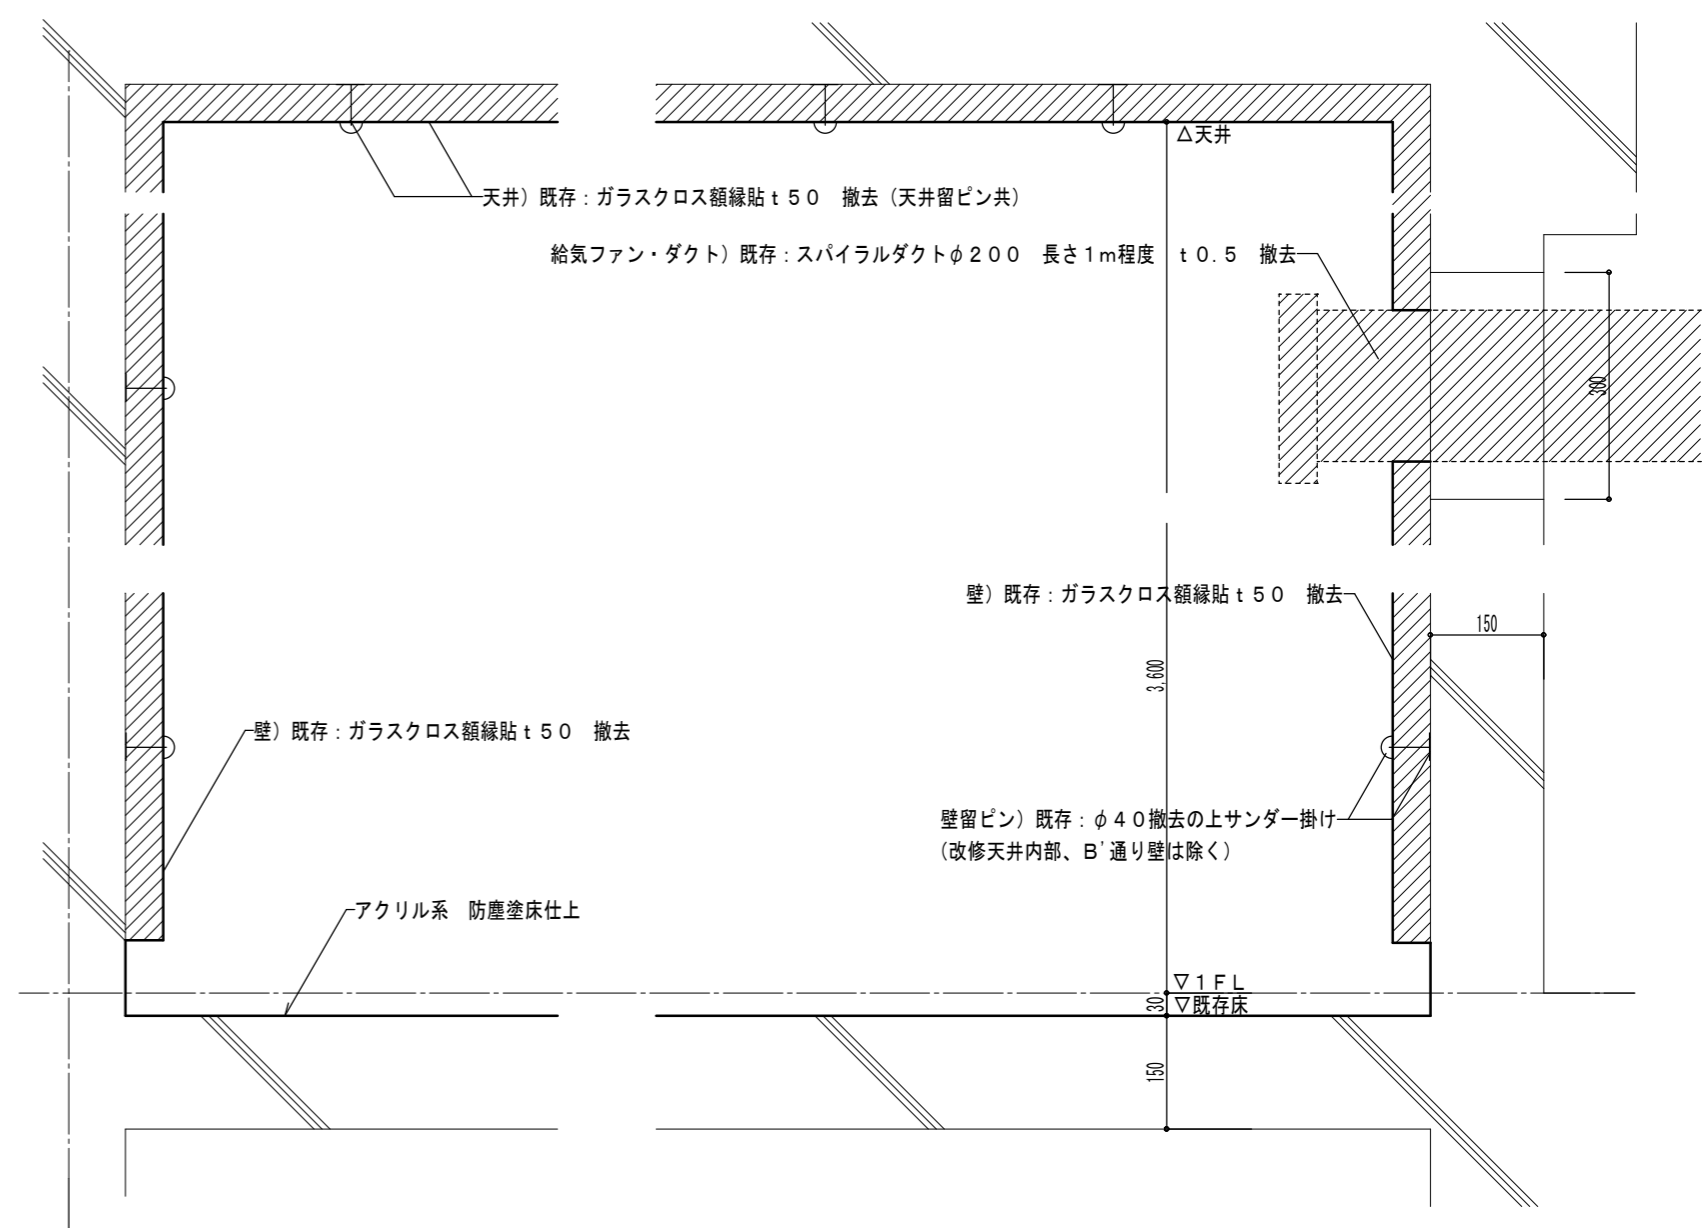 △天井
天井）既存：ガラスクロス額縁貼ｔ５０　撤去（天井留ピン共）
給気ファン・ダクト）既存：スパイラルダクトφ２００　長さ１ｍ程度　ｔ０．５　撤去
300
壁）既存：ガラスクロス額縁貼ｔ５０　撤去
150
3,600
壁）既存：ガラスクロス額縁貼ｔ５０　撤去
壁留ピン）既存：φ４０撤去の上サンダー掛け
（改修天井内部、Ｂ’通り壁は除く）
アクリル系　防塵塗床仕上
▽１ＦＬ
30
▽既存床
150